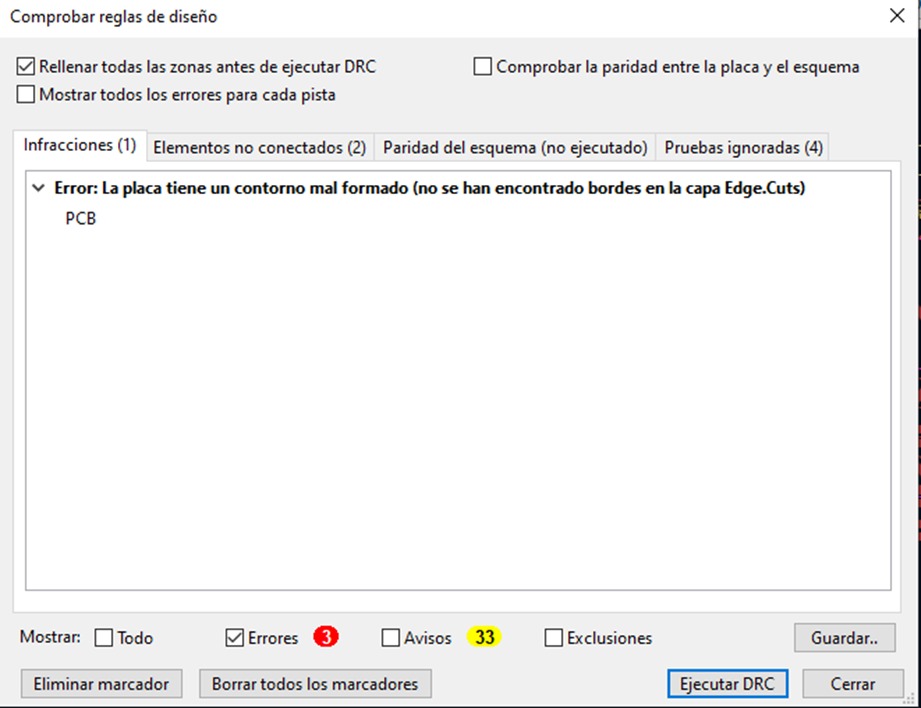 Comprobar reglas de diseño
Rellenar todas las zonas antes de ejecutar DRC
Comprobar la paridad entre la placa y el esquema
Mostrar todos los errores para cada pista
Infracciones (1) Elementos no conectados (2) Paridad del esquema (no ejecutado) Pruebas ignoradas (4)
Error: La placa tiene un contorno mal formado (no se han encontrado bordes en la capa Edge.Cuts)
PCB
Mostrar: Todo Errores 3 Avisos 33 Exclusiones Guardar..
Eliminar marcador Borrar todos los marcadores Ejecutar DRC Cerrar